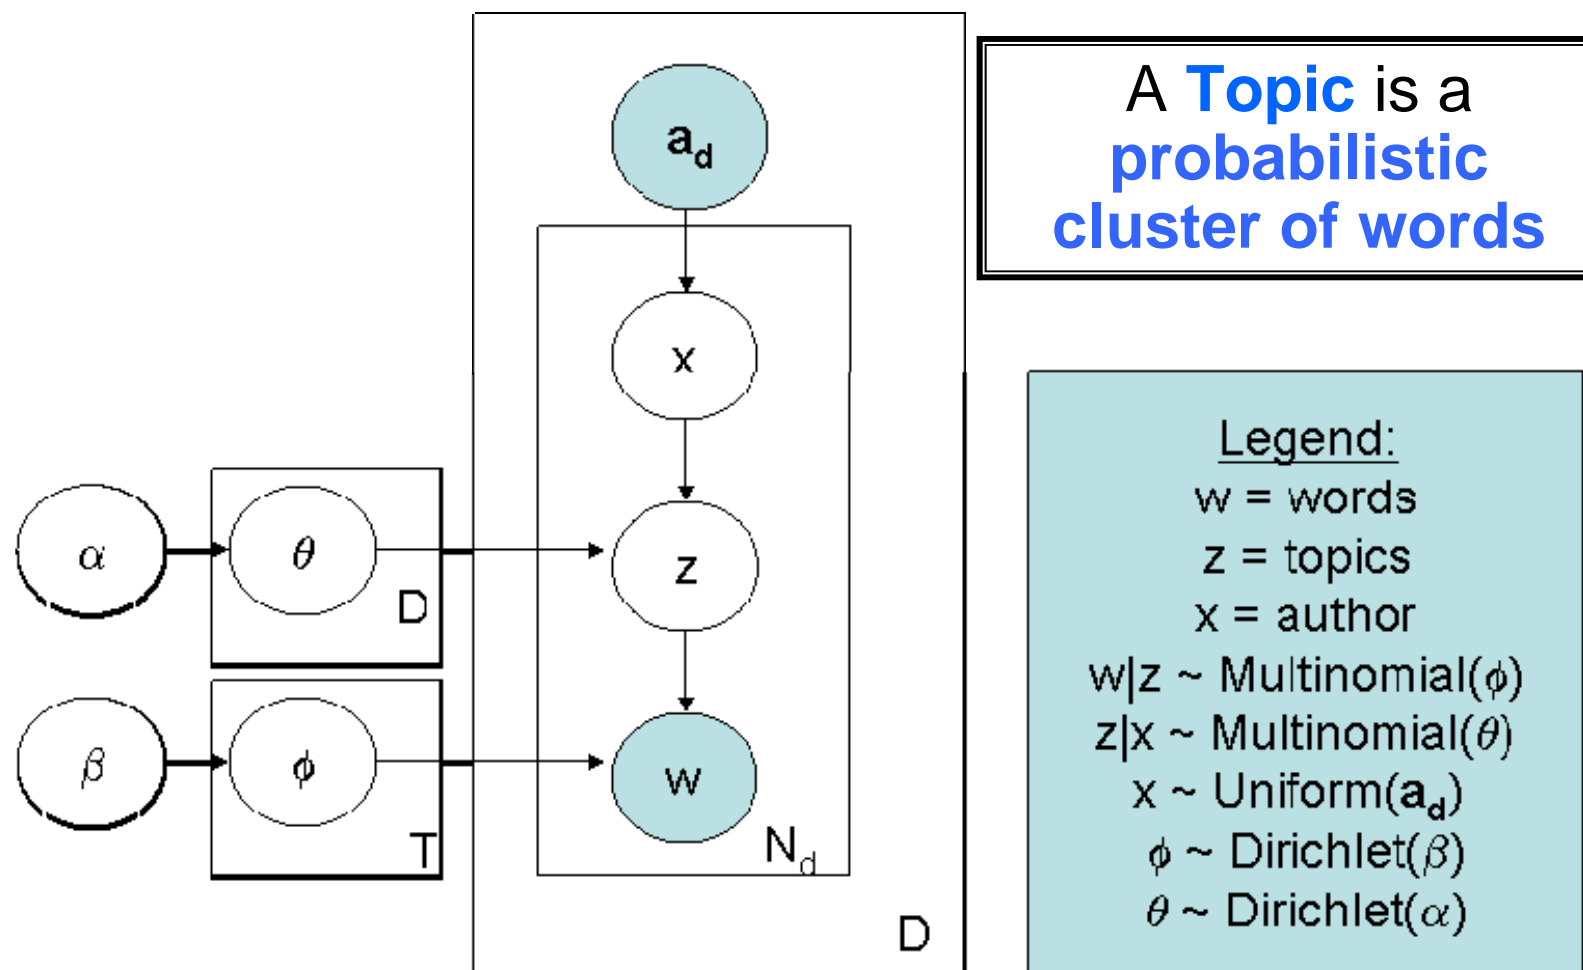 a_d
A Topic is a
probabilistic
cluster of words
x
α
θ
D
z
β
ϕ
T
w
N_d
D
Legend:
w = words
z = topics
x = author
w|z ~ Multinomial(ϕ)
z|x ~ Multinomial(θ)
x ~ Uniform(a_d)
ϕ ~ Dirichlet(β)
θ ~ Dirichlet(α)